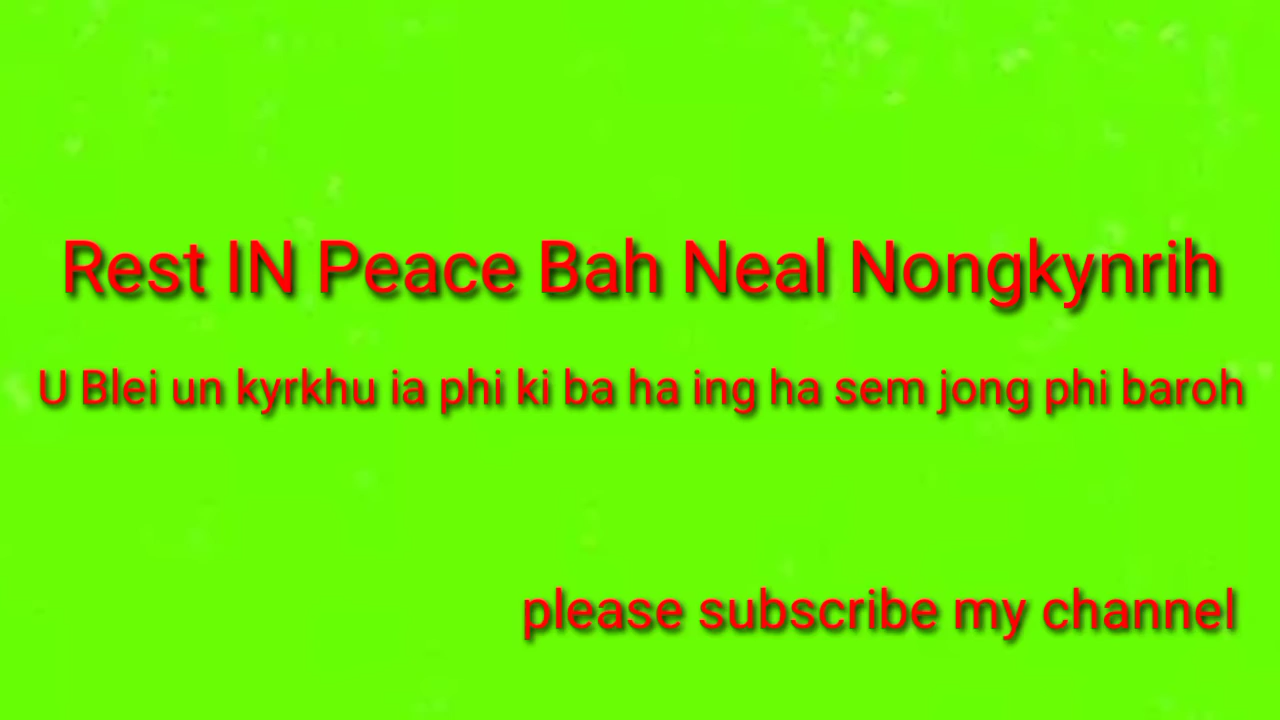 Rest IN Peace Bah Neal Nongkynrih
U Blei un kyrkhu ia phi ki ba ha ing ha sem jong phi baroh
please subscribe my channel